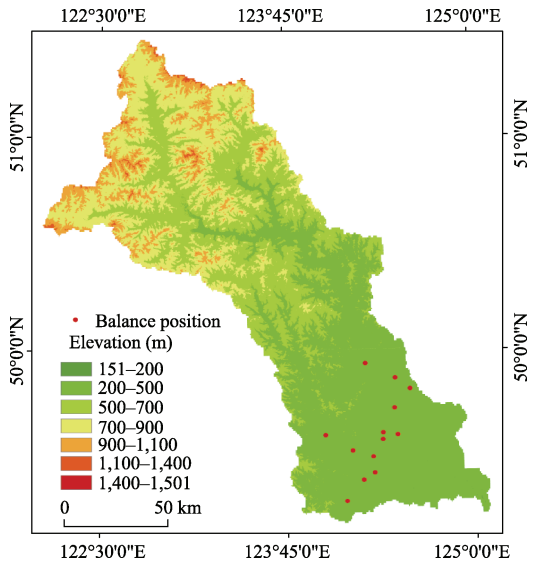 122°30'0"E 123°45'0"E 125°0'0"E
51°0'0"N
51°0'0"N
50°0'0"N
50°0'0"N
Balance position
Elevation (m)
151–200
200–500
500–700
700–900
900–1,100
1,100–1,400
1,400–1,501
0 50 km
122°30'0"E 123°45'0"E 125°0'0"E